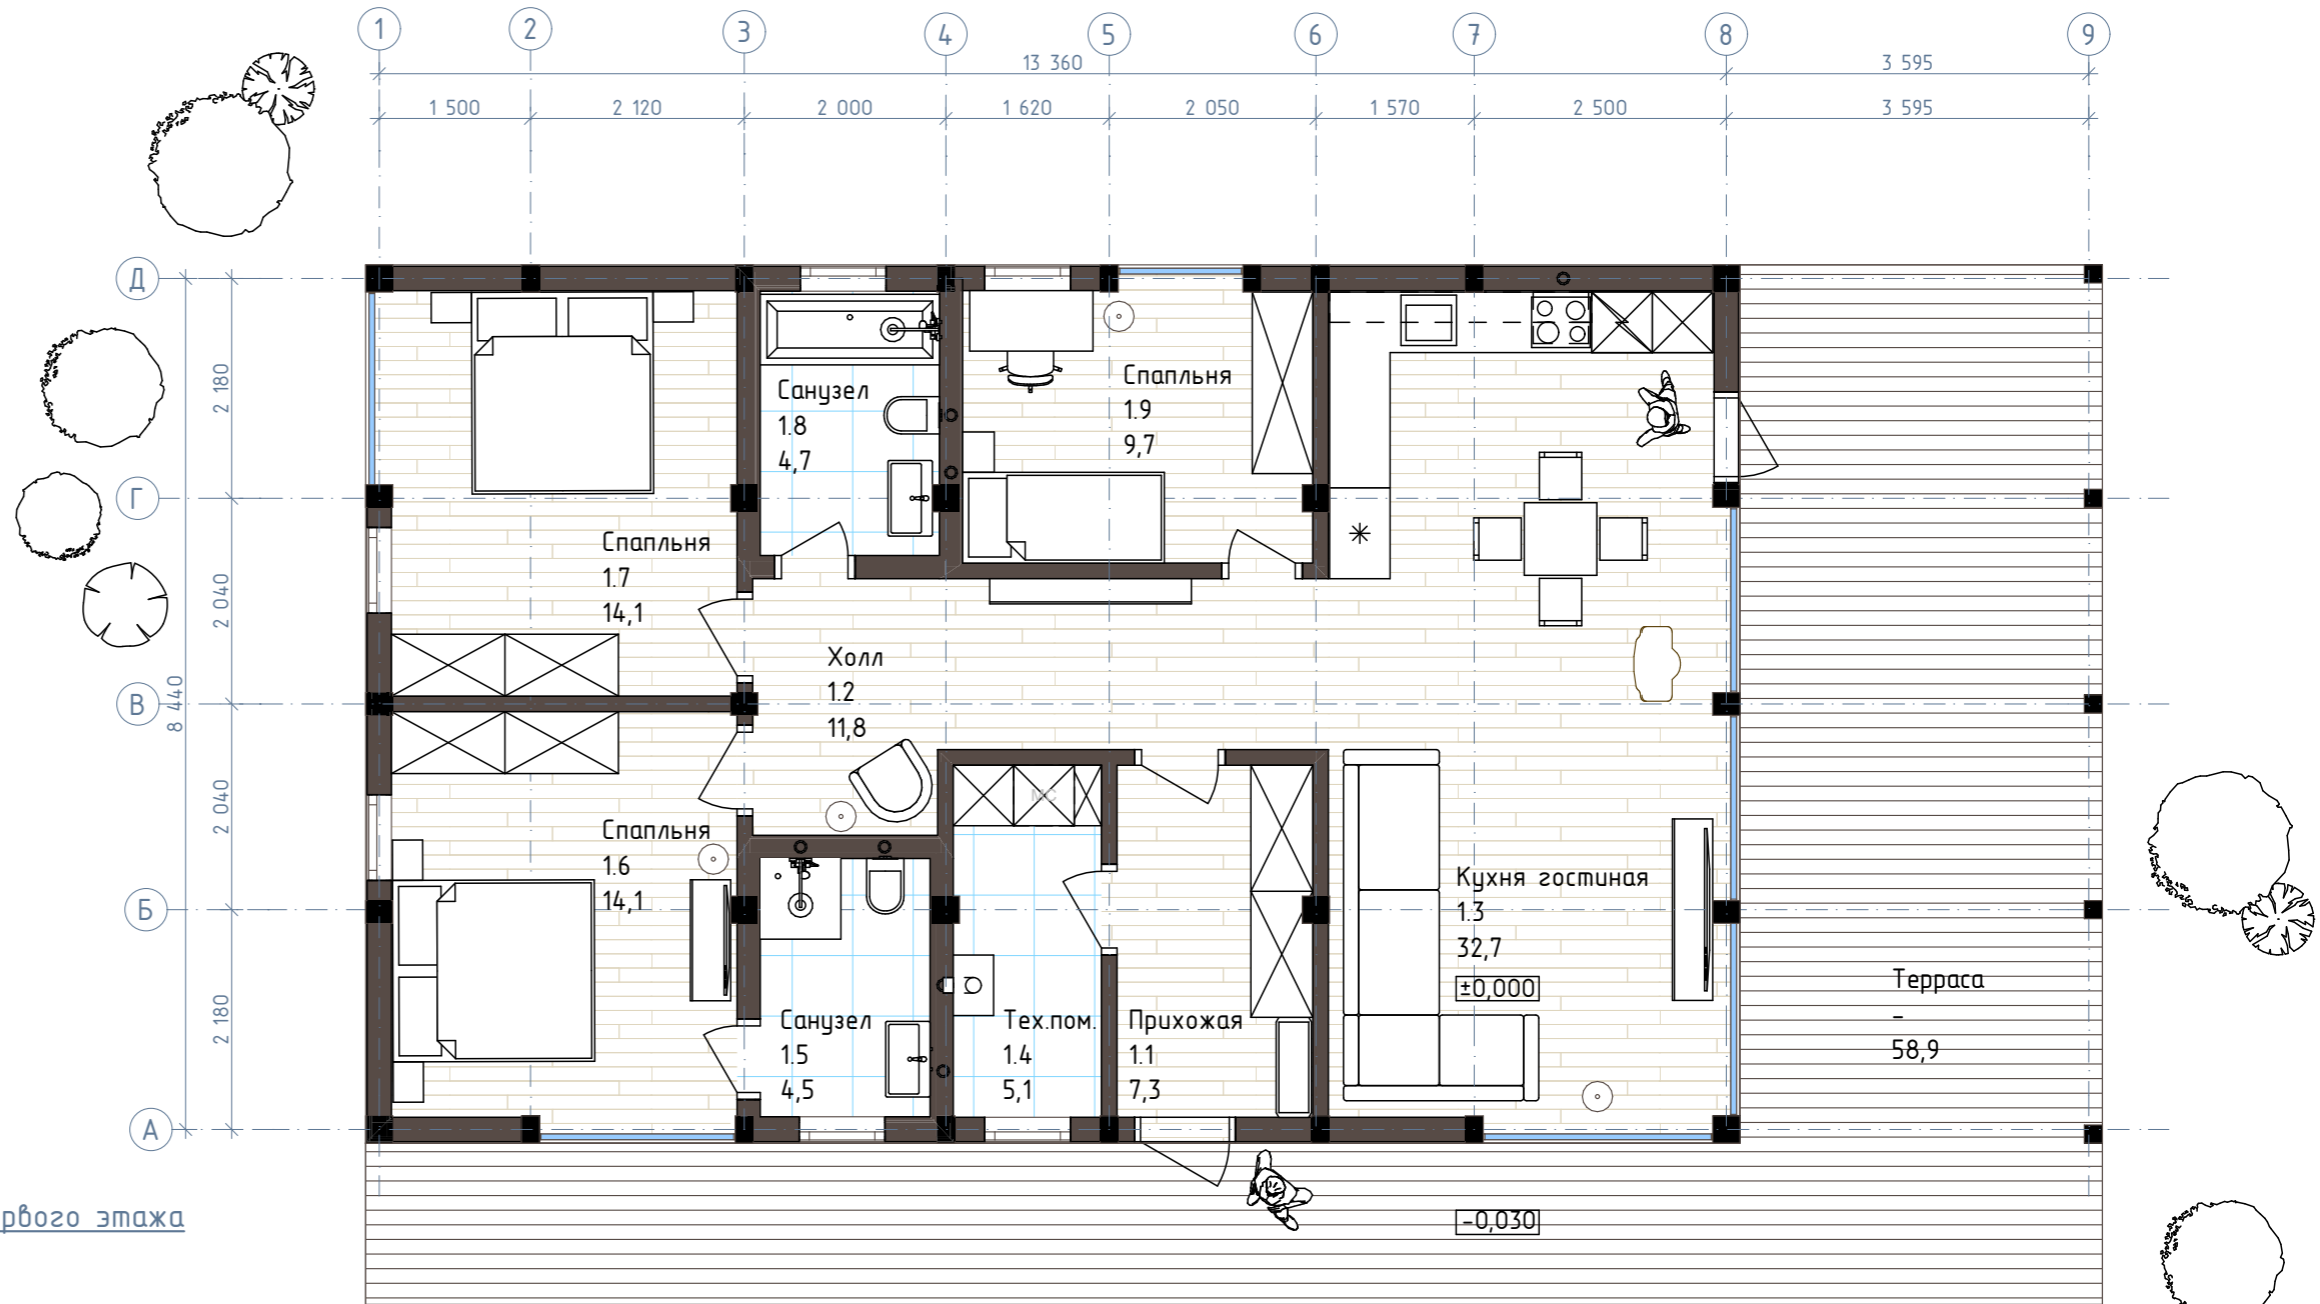 1 2 3 4 5 6 7 8 9
13 360 3 595
1 500 2 120 2 000 1 620 2 050 1 570 2 500 3 595
Д
2 180
Г
2 040
В
8 440
2 040
Б
2 180
А
Санузел
1.8
4,7
Спапльня
1.9
9,7
Спапльня
1.7
14,1
Холл
1.2
11,8
МС
Спапльня
1.6
14,1
Кухня гостиная
1.3
32,7
±0,000
Санузел
1.5
4,5
Тех.пом.
1.4
5,1
Прихожая
1.1
7,3
Терраса
–
58,9
-0,030
рвого этажа